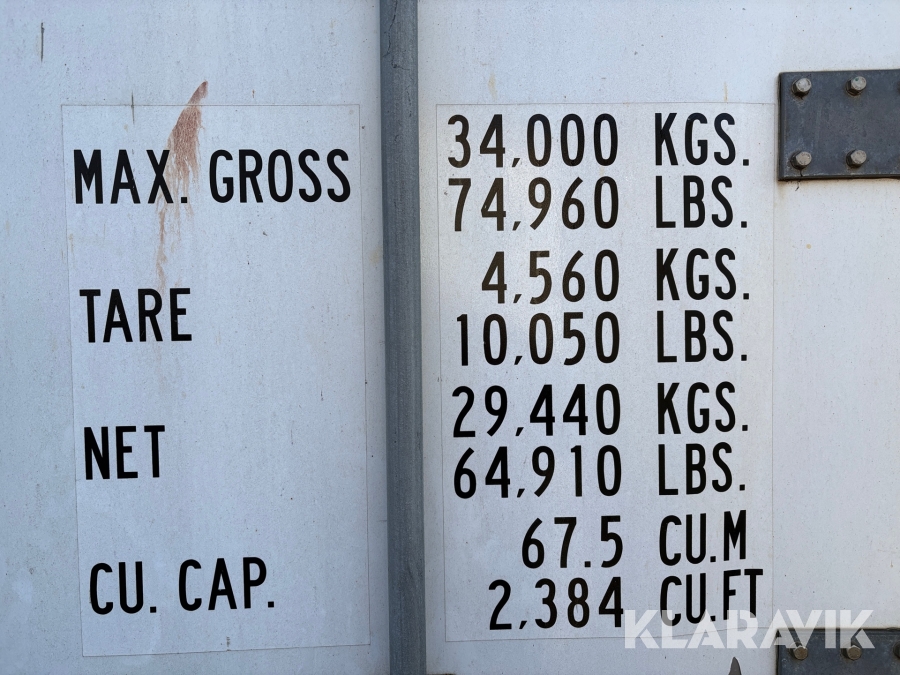 MAX. GROSS 34,000 KGS.
74,960 LBS.
TARE 4,560 KGS.
10,050 LBS.
NET 29,440 KGS.
64,910 LBS.
CU. CAP. 67.5 CU.M
2,384 CU.FT
KLARAVIK